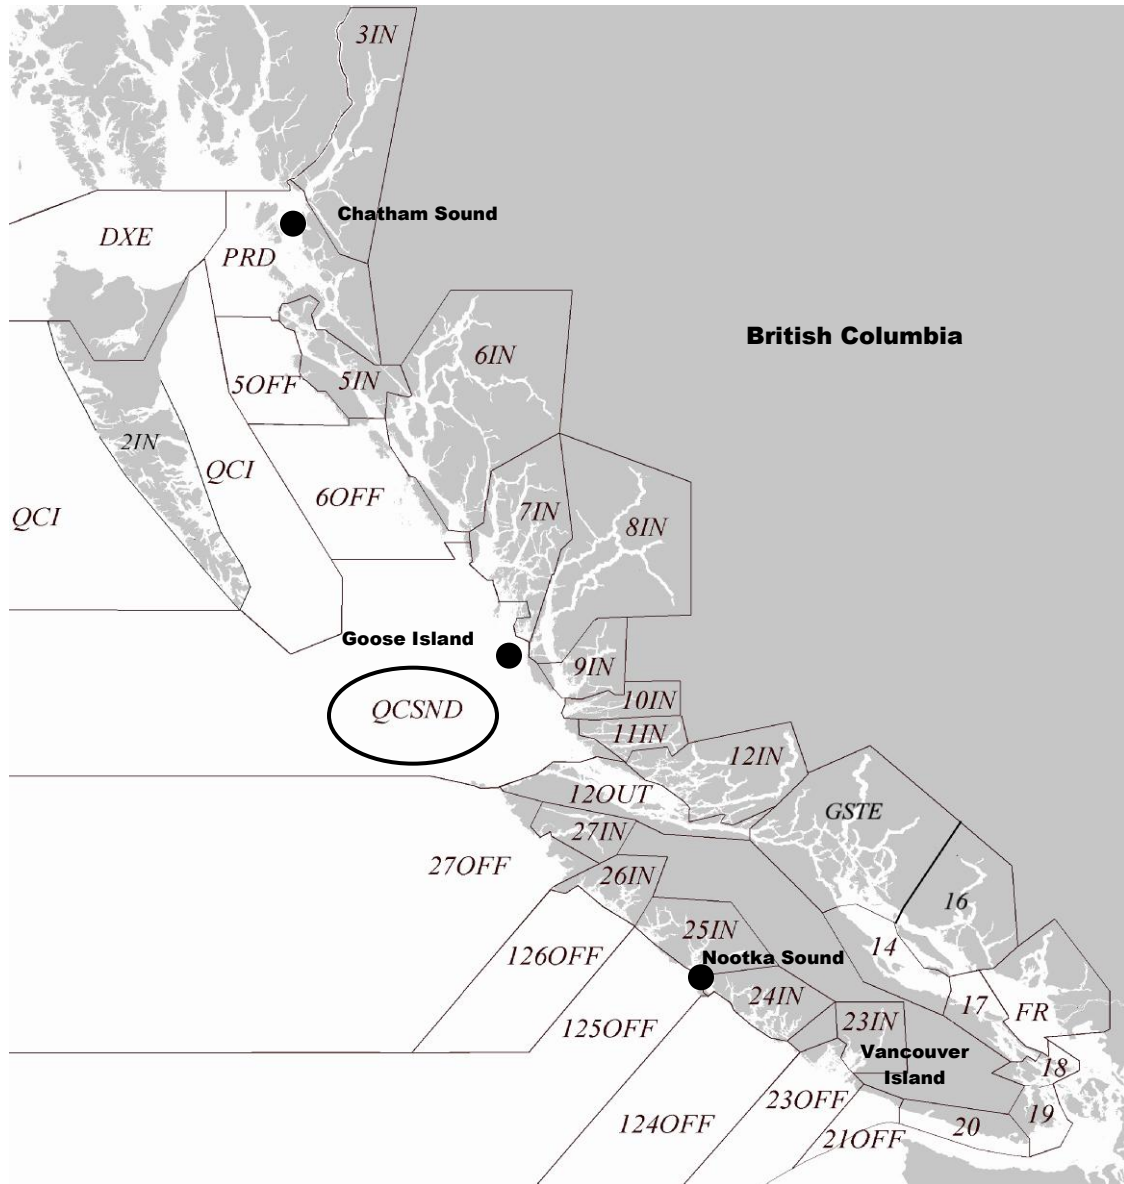 3IN
Chatham Sound
DXE
PRD
British Columbia
6IN
5OFF
5IN
2IN
QCI
6OFF
7IN
8IN
QCI
Goose Island
9IN
QCSND
10IN
11IN
12IN
12OUT
GSTE
27IN
27OFF
26IN
16
25IN
14
126OFF
Nootka Sound
24IN
17
FR
125OFF
23IN
Vancouver
Island
18
23OFF
19
124OFF
20
21OFF